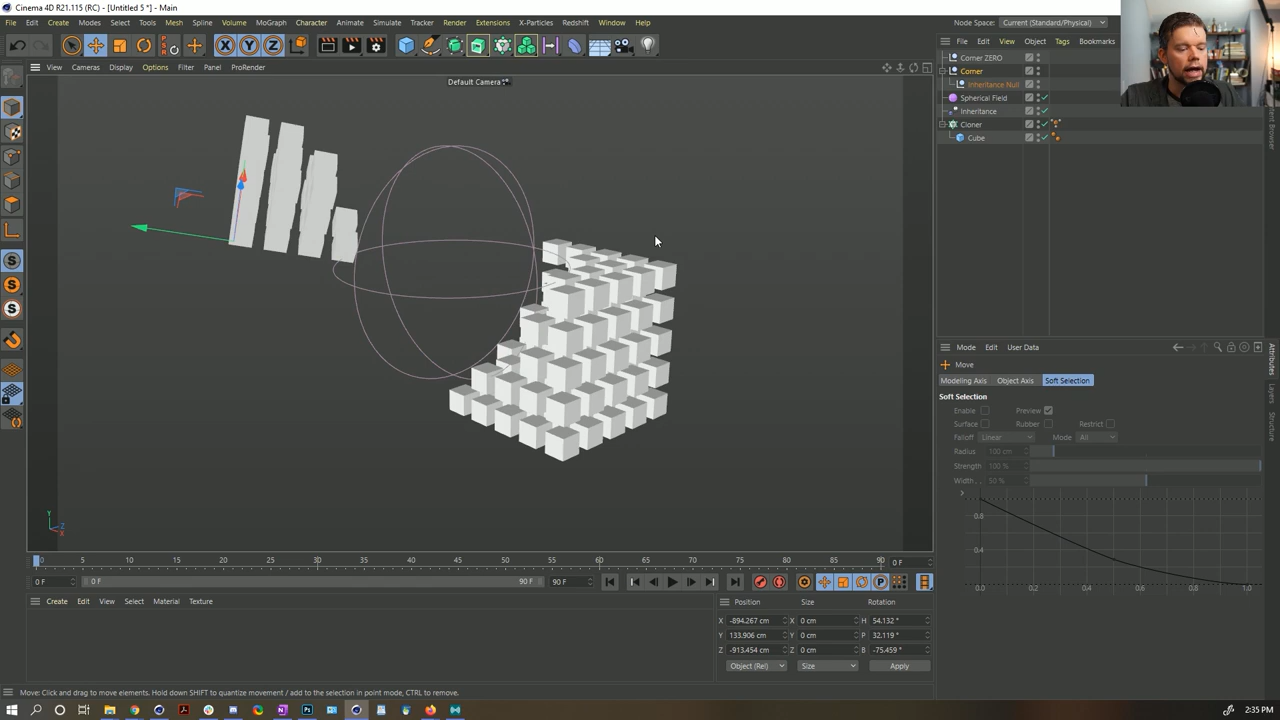 Cinema 4D R21.115 (RC) - [Untitled 5 *] - Main
File Edit Create Modes Select Tools Mesh Spline Volume MoGraph Character Animate Simulate Tracker Render Extensions X-Particles Redshift Window Help
Node Space: Current (Standard/Physical)
View Cameras Display Options Filter Panel ProRender
Default Camera
File Edit View Object Tags Bookmarks
Corner ZERO
Corner
Inheritance Null
Spherical Field
Inheritance
Cloner
Cube
Content Browser
Mode Edit User Data
Move
Modeling Axis Object Axis Soft Selection
Soft Selection
Enable Preview
Surface Rubber Restrict
Falloff Linear Mode All
Radius 100 cm
Strength 100 %
Width. . 50 %
0.8
0.4
0.0 0.2 0.4 0.6 0.8 1.0
Attributes
Layers
Structure
Y
Z
X
0 5 10 15 20 25 30 35 40 45 50 55 60 65 70 75 80 85 90 0 F
0 F 0 F 90 F 90 F
Create Edit View Select Material Texture
Position Size Rotation
X -894.267 cm X 0 cm H 54.132 °
Y 133.906 cm Y 0 cm P 32.119 °
Z -913.454 cm Z 0 cm B -75.459 °
Object (Rel) Size Apply
Move: Click and drag to move elements. Hold down SHIFT to quantize movement / add to the selection in point mode, CTRL to remove.
2:35 PM